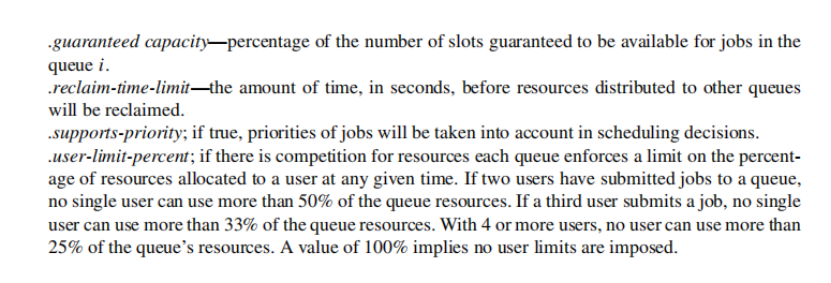 .guaranteed capacity—percentage of the number of slots guaranteed to be available for jobs in the
queue i.
.reclaim-time-limit—the amount of time, in seconds, before resources distributed to other queues
will be reclaimed.
.supports-priority; if true, priorities of jobs will be taken into account in scheduling decisions.
.user-limit-percent; if there is competition for resources each queue enforces a limit on the percent-
age of resources allocated to a user at any given time. If two users have submitted jobs to a queue,
no single user can use more than 50% of the queue resources. If a third user submits a job, no single
user can use more than 33% of the queue resources. With 4 or more users, no user can use more than
25% of the queue’s resources. A value of 100% implies no user limits are imposed.